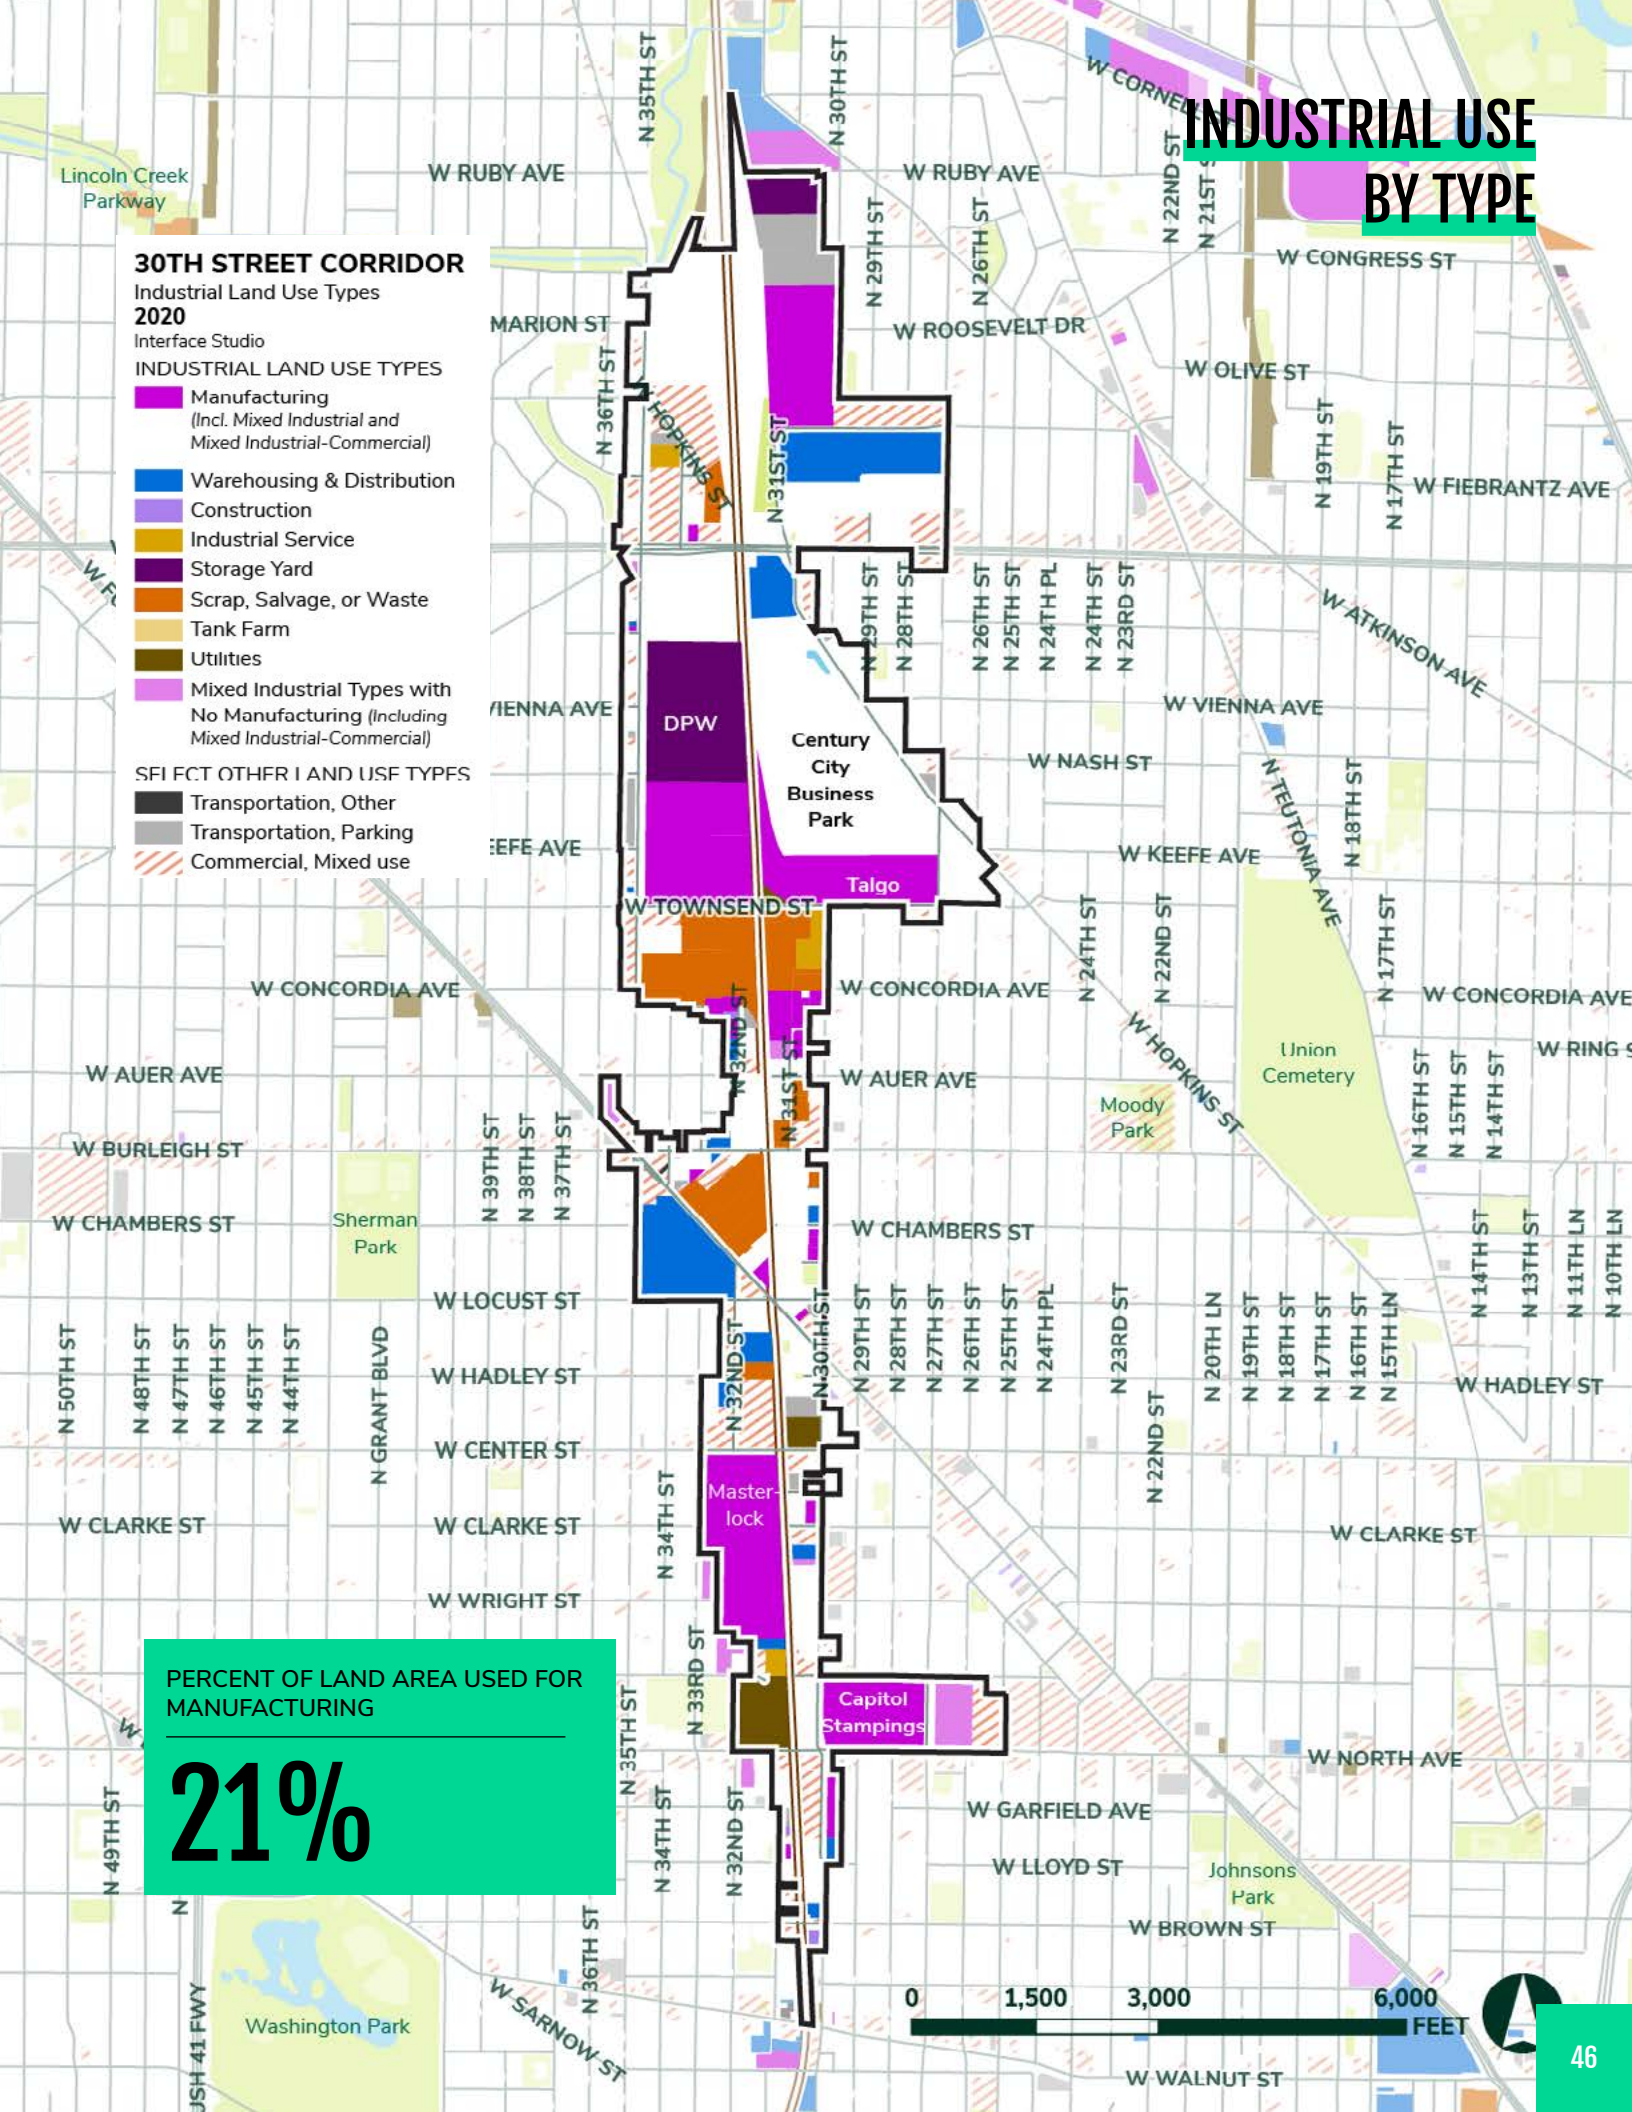 INDUSTRIAL USE
BY TYPE
30TH STREET CORRIDOR
Industrial Land Use Types
2020
Interface Studio
INDUSTRIAL LAND USE TYPES
Manufacturing
(Incl. Mixed Industrial and
Mixed Industrial-Commercial)
Warehousing & Distribution
Construction
Industrial Service
Storage Yard
Scrap, Salvage, or Waste
Tank Farm
Utilities
Mixed Industrial Types with
No Manufacturing (Including
Mixed Industrial-Commercial)
SELECT OTHER LAND USE TYPES
Transportation, Other
Transportation, Parking
Commercial, Mixed use
Lincoln Creek
Parkway
N 35TH ST
N 30TH ST
W RUBY AVE
W RUBY AVE
N 29TH ST
N 26TH ST
N 22ND ST
N 21ST
W CONGRESS ST
MARION ST
N 36TH ST
W ROOSEVELT DR
W OLIVE ST
HOPKINS ST
N 31ST ST
N 19TH ST
N 17TH ST
W FIEBRANTZ AVE
N 29TH ST
N 28TH ST
N 26TH ST
N 25TH ST
N 24TH PL
N 24TH ST
N 23RD ST
W ATKINSON AVE
VIENNA AVE
DPW
Century
City
Business
Park
W VIENNA AVE
W NASH ST
N TEUTONIA AVE
N 18TH ST
EEFE AVE
Talgo
W KEEFE AVE
W TOWNSEND ST
N 24TH ST
N 22ND ST
N 17TH ST
W CONCORDIA AVE
W CONCORDIA AVE
W CONCORDIA AVE
N 32ND ST
N 31ST ST
W HOPKINS ST
Union
Cemetery
W RING
W AUER AVE
W AUER AVE
Moody
Park
N 16TH ST
N 15TH ST
N 14TH ST
W BURLEIGH ST
N 39TH ST
N 38TH ST
N 37TH ST
W CHAMBERS ST
Sherman
Park
W CHAMBERS ST
N 14TH ST
N 13TH ST
N 11TH LN
N 10TH LN
W LOCUST ST
N 50TH ST
N 48TH ST
N 47TH ST
N 46TH ST
N 45TH ST
N 44TH ST
N GRANT BLVD
W HADLEY ST
N 32ND ST
N 30TH ST
N 29TH ST
N 28TH ST
N 27TH ST
N 26TH ST
N 25TH ST
N 24TH PL
N 23RD ST
N 22ND ST
N 20TH LN
N 19TH ST
N 18TH ST
N 17TH ST
N 16TH ST
N 15TH LN
W HADLEY ST
W CENTER ST
Master-
lock
N 34TH ST
W CLARKE ST
W CLARKE ST
W CLARKE ST
W WRIGHT ST
PERCENT OF LAND AREA USED FOR
MANUFACTURING
21%
N 35TH ST
N 33RD ST
Capitol
Stampings
W NORTH AVE
N 49TH ST
N 34TH ST
N 32ND ST
W GARFIELD AVE
W LLOYD ST
Johnsons
Park
W BROWN ST
N
N 36TH ST
USH 41 FWY
Washington Park
W SARNOW ST
0
1,500
3,000
6,000
FEET
W WALNUT ST
46